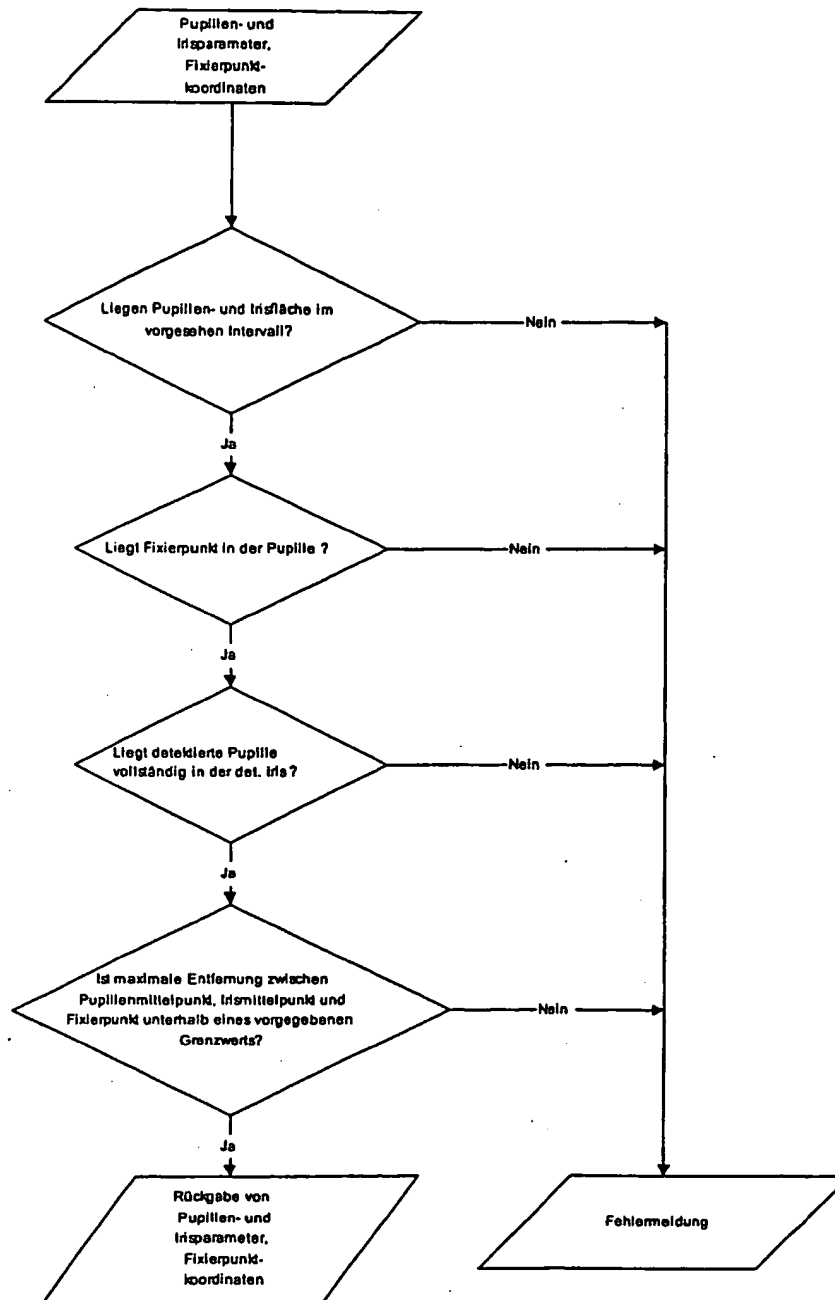 Pupillen- und
Irisparameter,
Fixierpunkt-
koordinaten
Liegen Pupillen- und Irisfläche im
vorgesehen Intervall?
Nein
Ja
Liegt Fixierpunkt in der Pupille ?
Nein
Ja
Liegt detektierte Pupille
vollständig in der det. Iris ?
Nein
Ja
Ist maximale Entfernung zwischen
Pupillenmittelpunkt, Irismittelpunkt und
Fixierpunkt unterhalb eines vorgegebenen
Grenzwerts?
Nein
Ja
Rückgabe von
Pupillen- und
Irisparameter,
Fixierpunkt-
koordinaten
Fehlermeldung